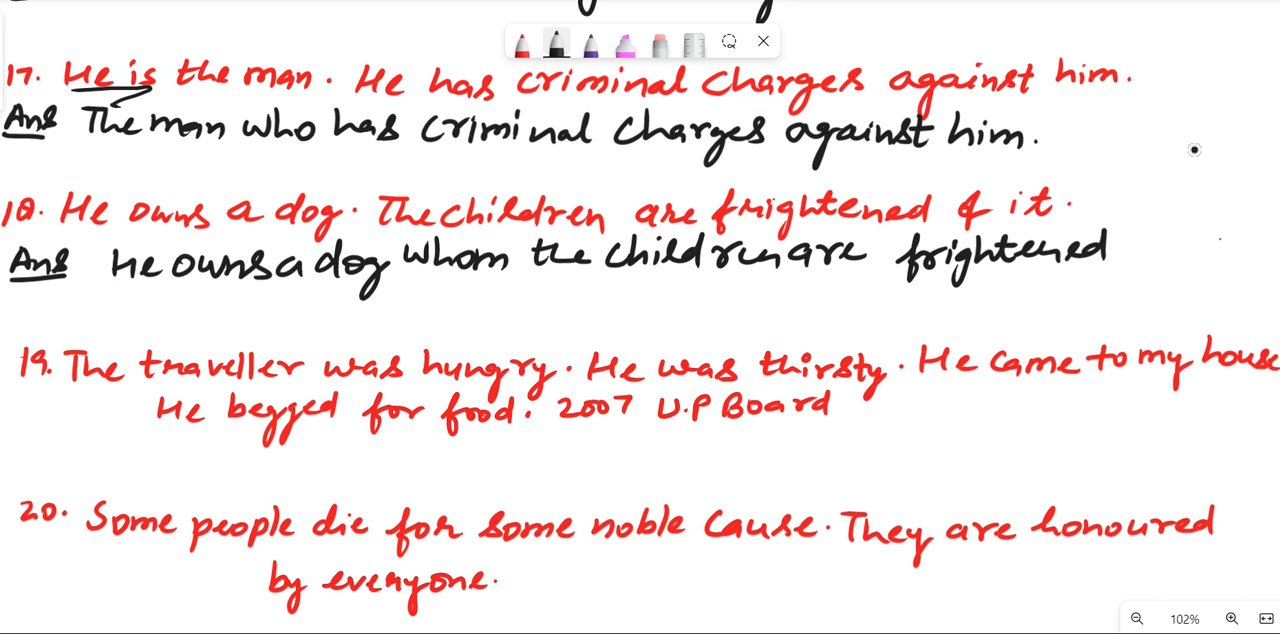 17. He is the man. He has criminal charges against him.
Ans The man who has criminal charges against him.
18. He owns a dog. The children are frightened of it.
Ans He owns a dog whom the children are frightened
19. The traveller was hungry. He was thirsty. He came to my house
He begged for food. 2007 U.P Board
20. Some people die for some noble cause. They are honoured
by everyone.
102%